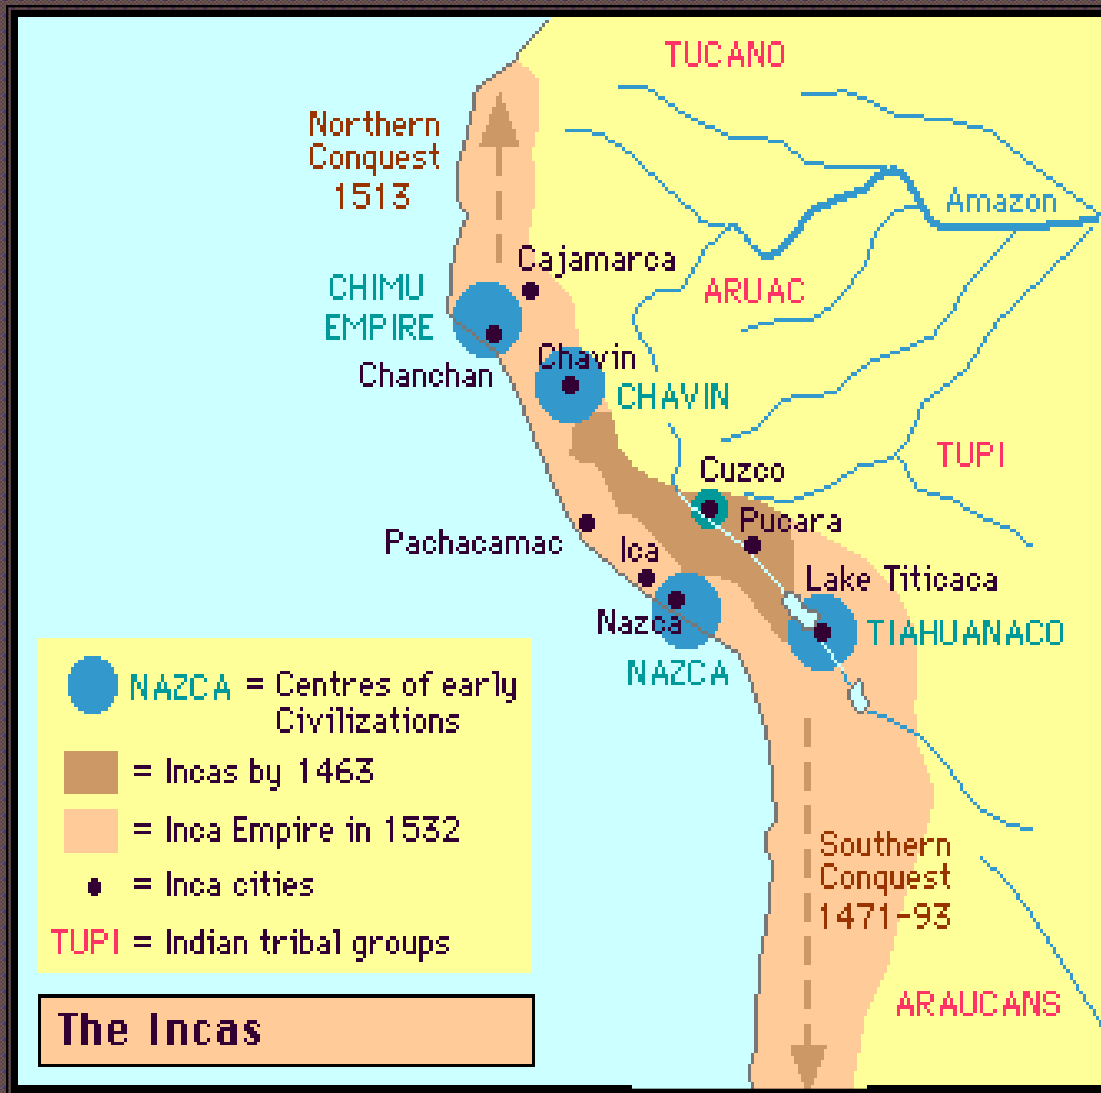 TUCANO
Northern
Conquest
1513
Amazon
Cajamarca
CHIMU
EMPIRE
ARUAC
Chavin
Chanchan
CHAVIN
TUPI
Cuzco
Pucara
Pachacamac
Ica
Lake Titicaca
Nazca
TIAHUANACO
NAZCA
NAZCA = Centres of early
Civilizations
= Incas by 1463
= Inca Empire in 1532
= Inca cities
TUPI = Indian tribal groups
Southern
Conquest
1471-93
ARAUCANS
The Incas